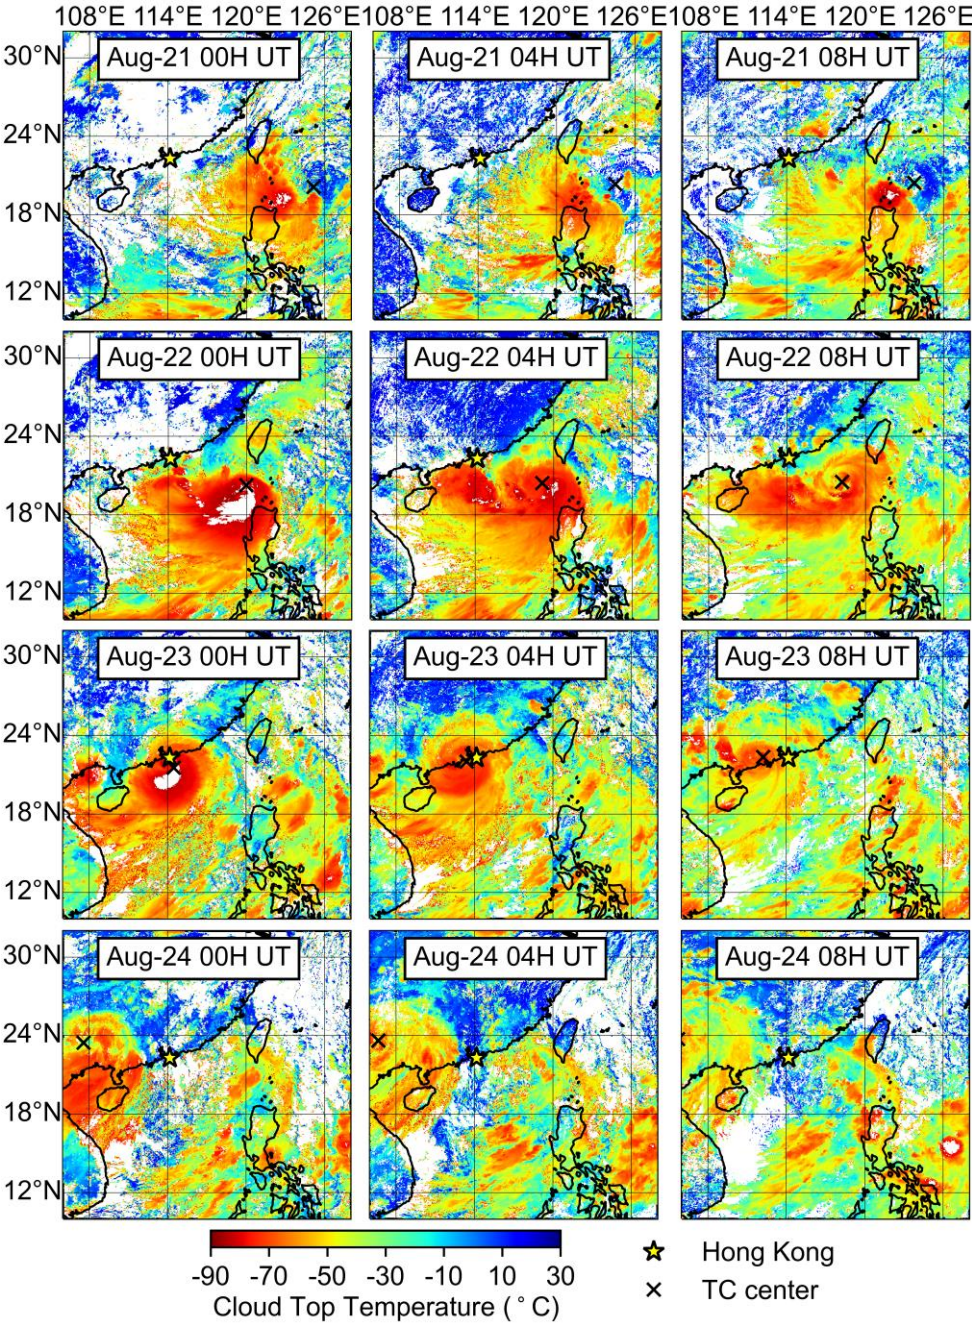 108°E 114°E 120°E 126°E 108°E 114°E 120°E 126°E 108°E 114°E 120°E 126°E
30°N
Aug-21 00H UT Aug-21 04H UT Aug-21 08H UT
24°N
18°N
12°N
30°N
Aug-22 00H UT Aug-22 04H UT Aug-22 08H UT
24°N
18°N
12°N
30°N
Aug-23 00H UT Aug-23 04H UT Aug-23 08H UT
24°N
18°N
12°N
30°N
Aug-24 00H UT Aug-24 04H UT Aug-24 08H UT
24°N
18°N
12°N
-90 -70 -50 -30 -10 10 30
Cloud Top Temperature (°C)
Hong Kong
TC center